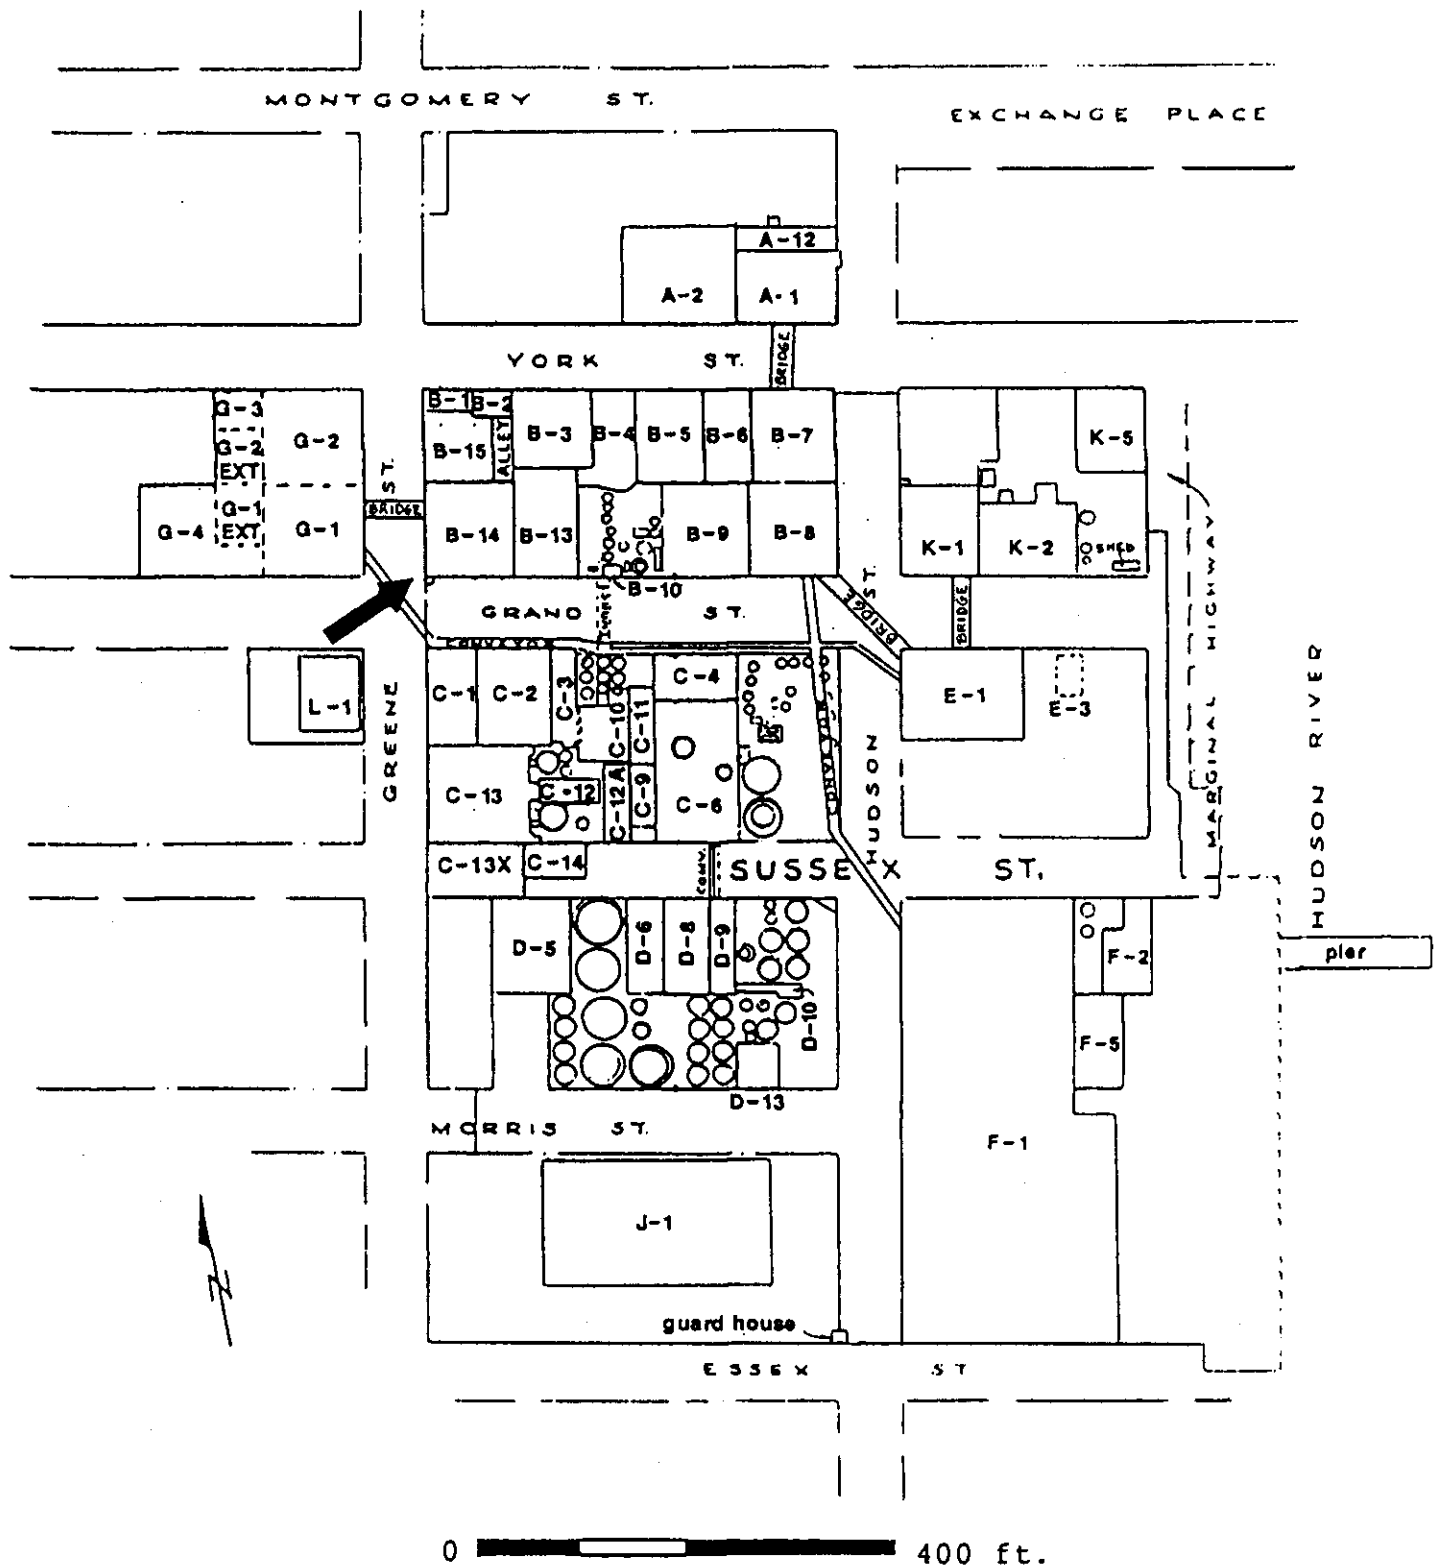 MONTGOMERY ST.
EXCHANGE PLACE
A-12
A-2
A-1
YORK ST.
BRIDGE
G-3
G-2
G-2
EXT
G-1
EXT
G-1
G-4
ST.
BRIDGE
B-1
B-2
B-15
ALLEY
B-3
B-4
B-5
B-6
B-7
B-14
B-13
B-9
B-8
B-10
K-5
K-1
K-2
SHED
GRAND ST.
BRIDGE
ST.
BRIDGE
MARGINAL HIGHWAY
HUDSON RIVER
L-1
GREENE
C-1
C-2
C-3
C-4
C-10
C-11
E-1
E-3
HUDSON
C-13
C-12
C-12A
C-9
C-6
C-13X
C-14
CONV.
SUSSEX ST.
D-5
D-6
D-8
D-9
D-10
D-13
F-2
pier
F-5
MORRIS ST.
F-1
J-1
N
guard house
ESSEX ST
0 400 ft.